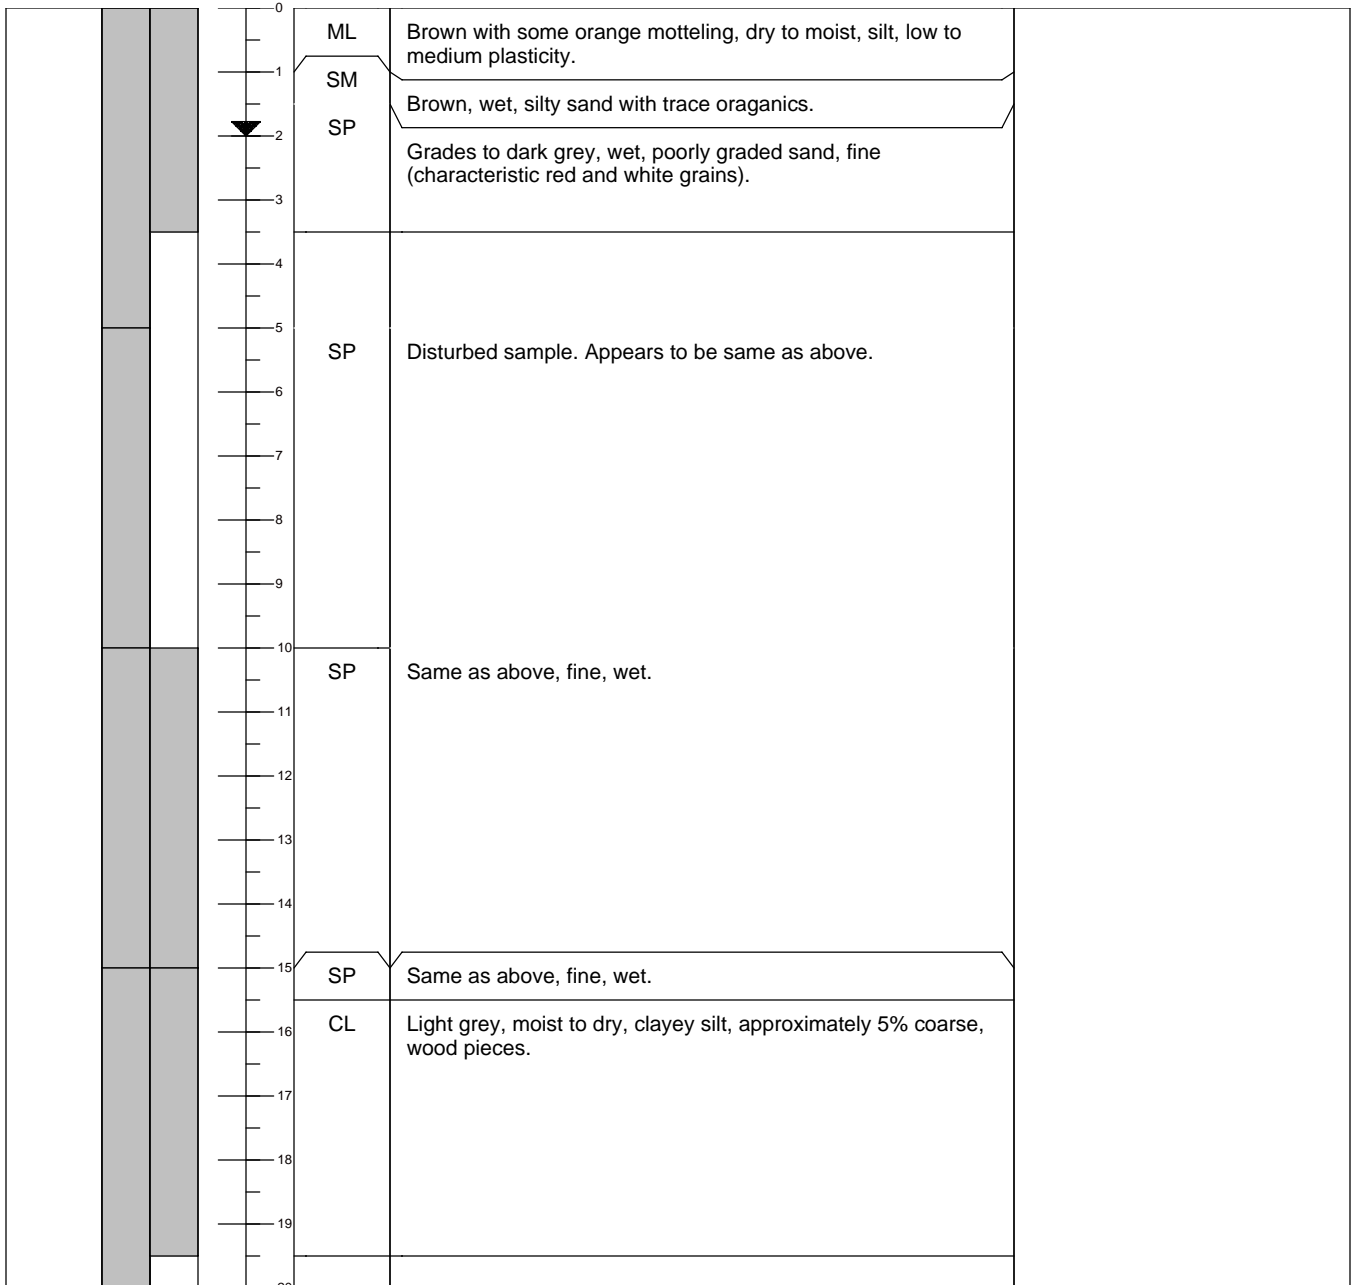 0
ML Brown with some orange motteling, dry to moist, silt, low to
medium plasticity.
1
SM
Brown, wet, silty sand with trace oraganics.
SP
2
Grades to dark grey, wet, poorly graded sand, fine
(characteristic red and white grains).
3
4
5
SP Disturbed sample. Appears to be same as above.
6
7
8
9
10
SP Same as above, fine, wet.
11
12
13
14
15
SP Same as above, fine, wet.
CL Light grey, moist to dry, clayey silt, approximately 5% coarse,
16
wood pieces.
17
18
19